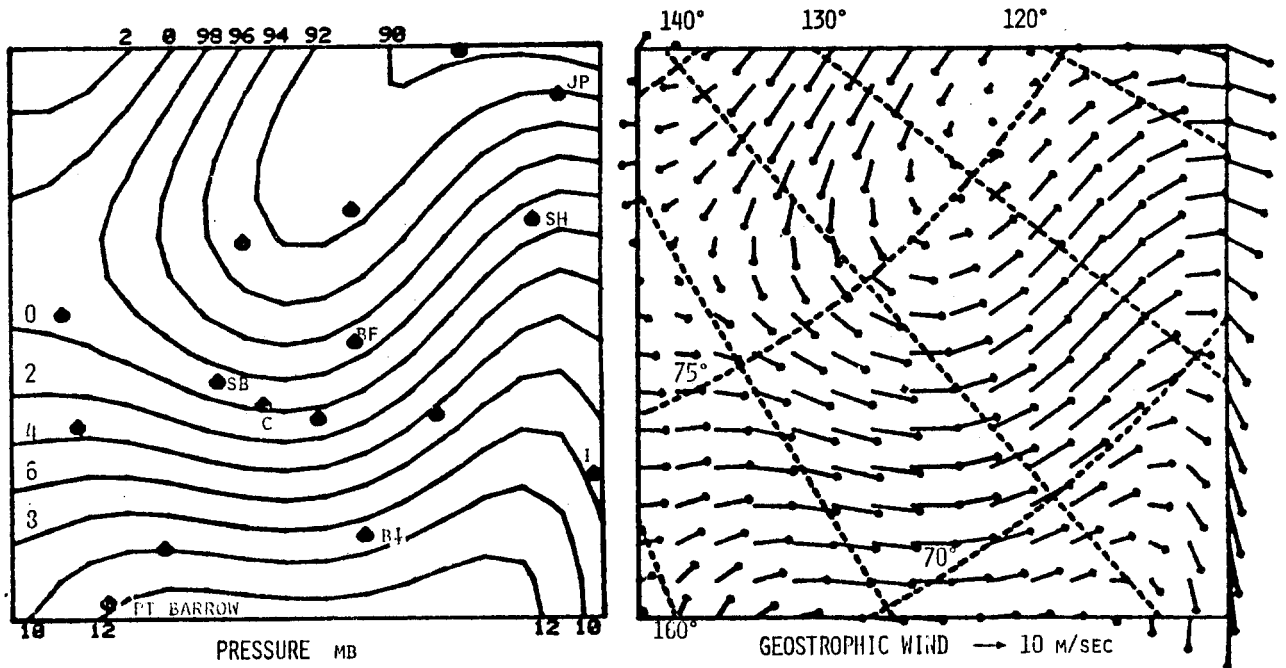 2 0 98 96 94 92 90
JP
SH
0
BF
2
SB
C
4
6
I
8
BI
PT BARROW
10 12 12 10
PRESSURE MB
140° 130° 120°
75°
70°
160°
GEOSTROPHIC WIND → 10 M/SEC